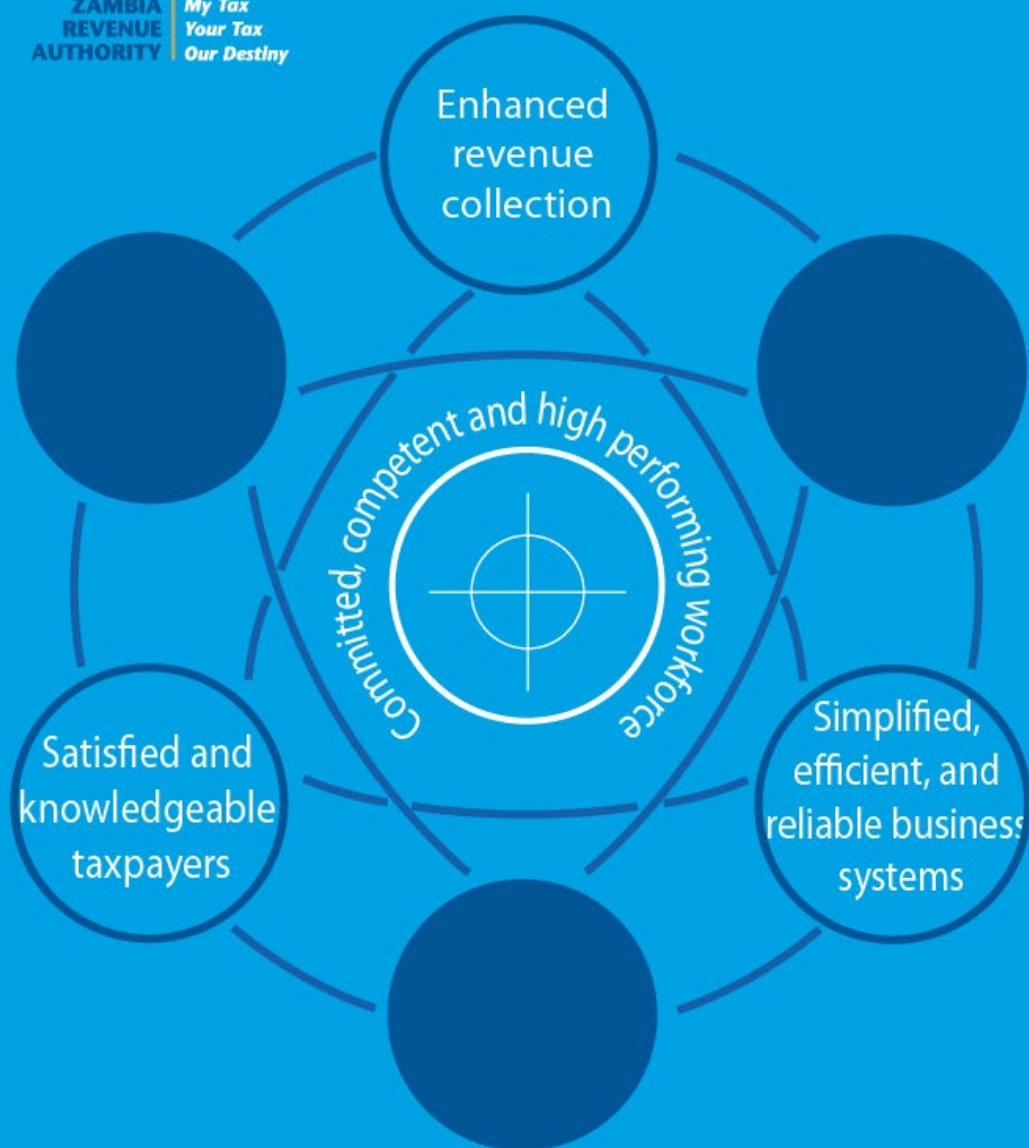 ZAMBIA
REVENUE
AUTHORITY
My Tax
Your Tax
Our Destiny
Enhanced
revenue
collection
Committed, competent and high performing workforce
Satisfied and
knowledgeable
taxpayers
Simplified,
efficient, and
reliable business
systems